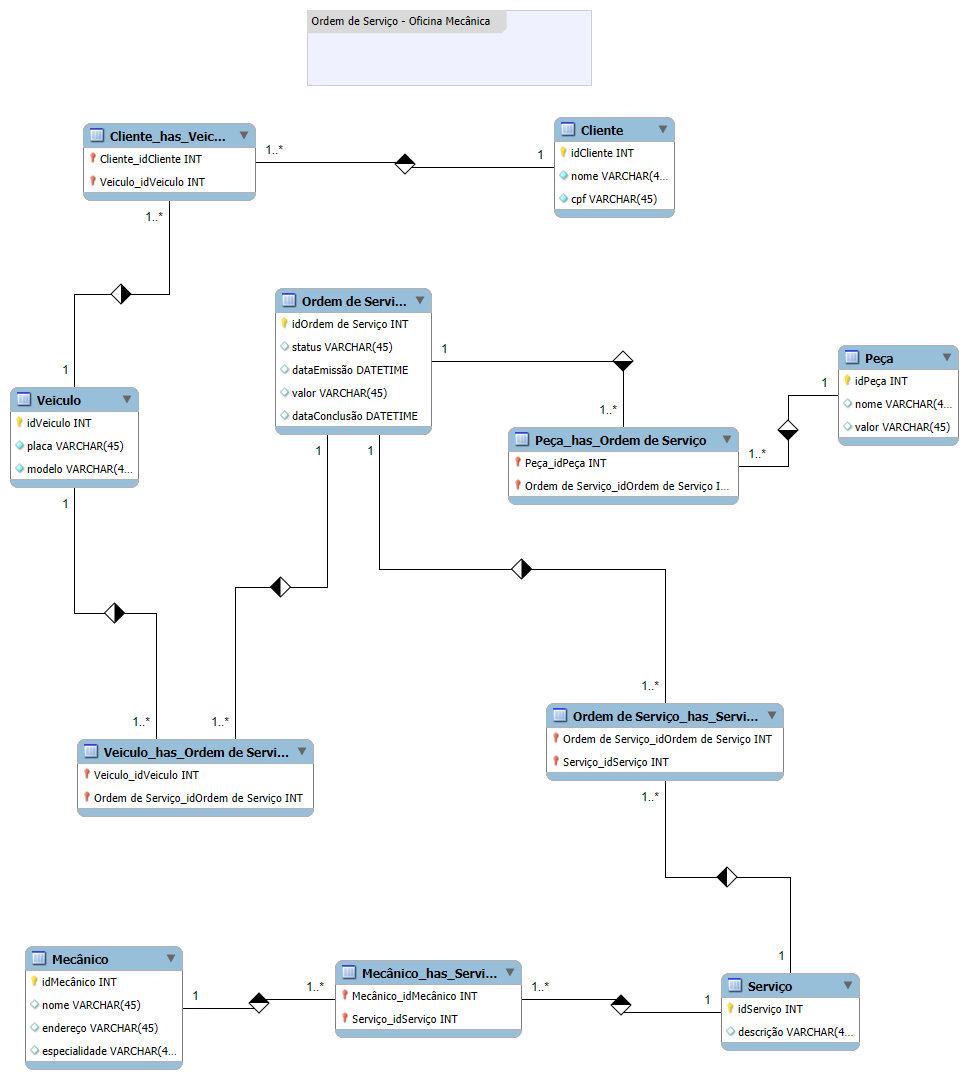 Ordem de Serviço - Oficina Mecânica
Cliente_has_Veic...
Cliente_idCliente INT
Veiculo_idVeiculo INT
1..*
1
Cliente
idCliente INT
nome VARCHAR(4...
cpf VARCHAR(45)
1..*
1
Veiculo
idVeiculo INT
placa VARCHAR(45)
modelo VARCHAR(4...
1
Ordem de Servi...
idOrdem de Serviço INT
status VARCHAR(45)
dataEmissão DATETIME
valor VARCHAR(45)
dataConclusão DATETIME
1
1
1
1..*
Peça
idPeça INT
nome VARCHAR(4...
valor VARCHAR(45)
1
1..*
Peça_has_Ordem de Serviço
Peça_idPeça INT
Ordem de Serviço_idOrdem de Serviço I...
1..*
1..*
1..*
Ordem de Serviço_has_Servi...
Ordem de Serviço_idOrdem de Serviço INT
Serviço_idServiço INT
1..*
Veiculo_has_Ordem de Servi...
Veiculo_idVeiculo INT
Ordem de Serviço_idOrdem de Serviço INT
Mecânico
idMecânico INT
nome VARCHAR(45)
endereço VARCHAR(45)
especialidade VARCHAR(4...
1
1..*
Mecânico_has_Servi...
Mecânico_idMecânico INT
Serviço_idServiço INT
1..*
1
1
Serviço
idServiço INT
descrição VARCHAR(4...